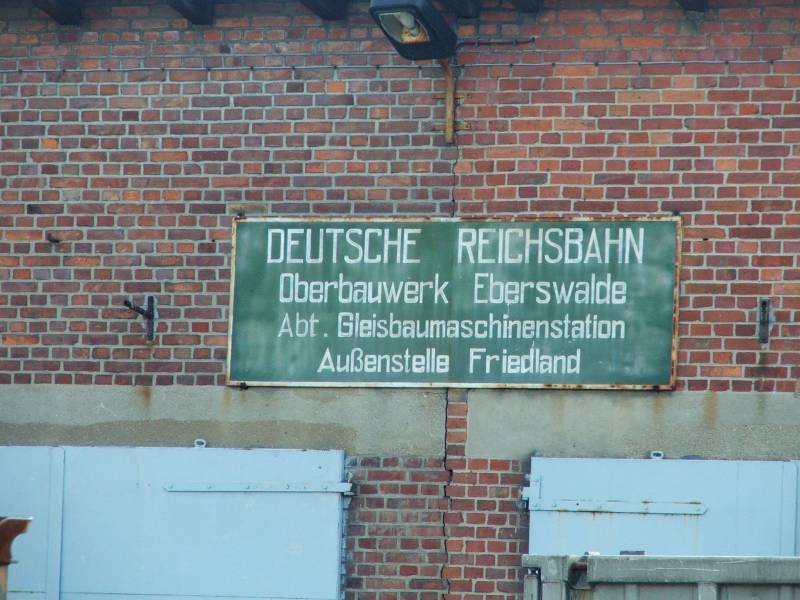 DEUTSCHE REICHSBAHN
Oberbauwerk Eberswalde
Abt. Gleisbaumaschinenstation
Außenstelle Friedland